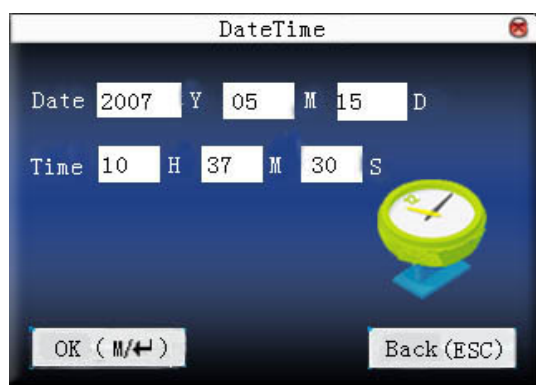 DateTime
Date 2007 Y 05 M 15 D
Time 10 H 37 M 30 S
OK (M/↵) Back(ESC)